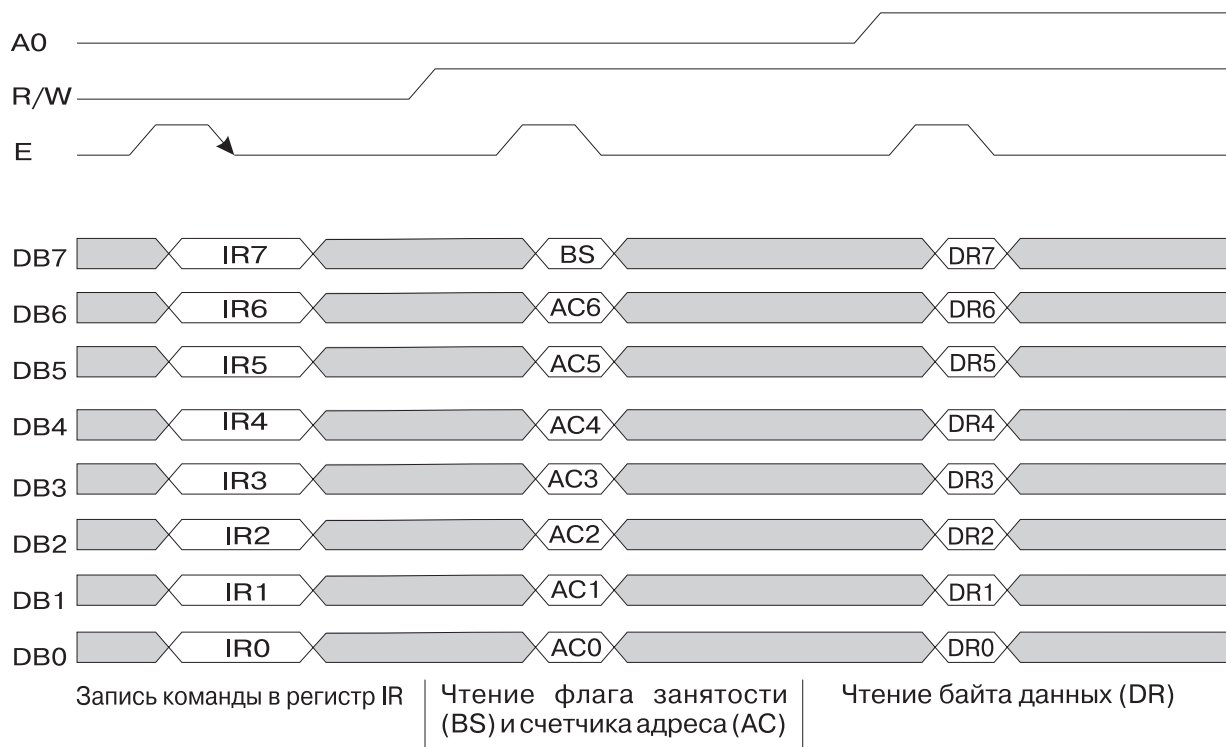 A0
R/W
E
DB7 IR7 BS DR7
DB6 IR6 AC6 DR6
DB5 IR5 AC5 DR5
DB4 IR4 AC4 DR4
DB3 IR3 AC3 DR3
DB2 IR2 AC2 DR2
DB1 IR1 AC1 DR1
DB0 IR0 AC0 DR0
Запись команды в регистр IR
Чтение флага занятости
(BS) и счетчика адреса (AC)
Чтение байта данных (DR)